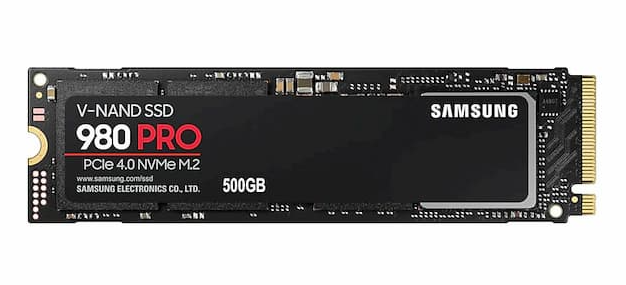 V-NAND SSD
980 PRO
PCIe 4.0 NVMe M.2
www.samsung.com/ssd
SAMSUNG ELECTRONICS CO., LTD.
500GB
SAMSUNG